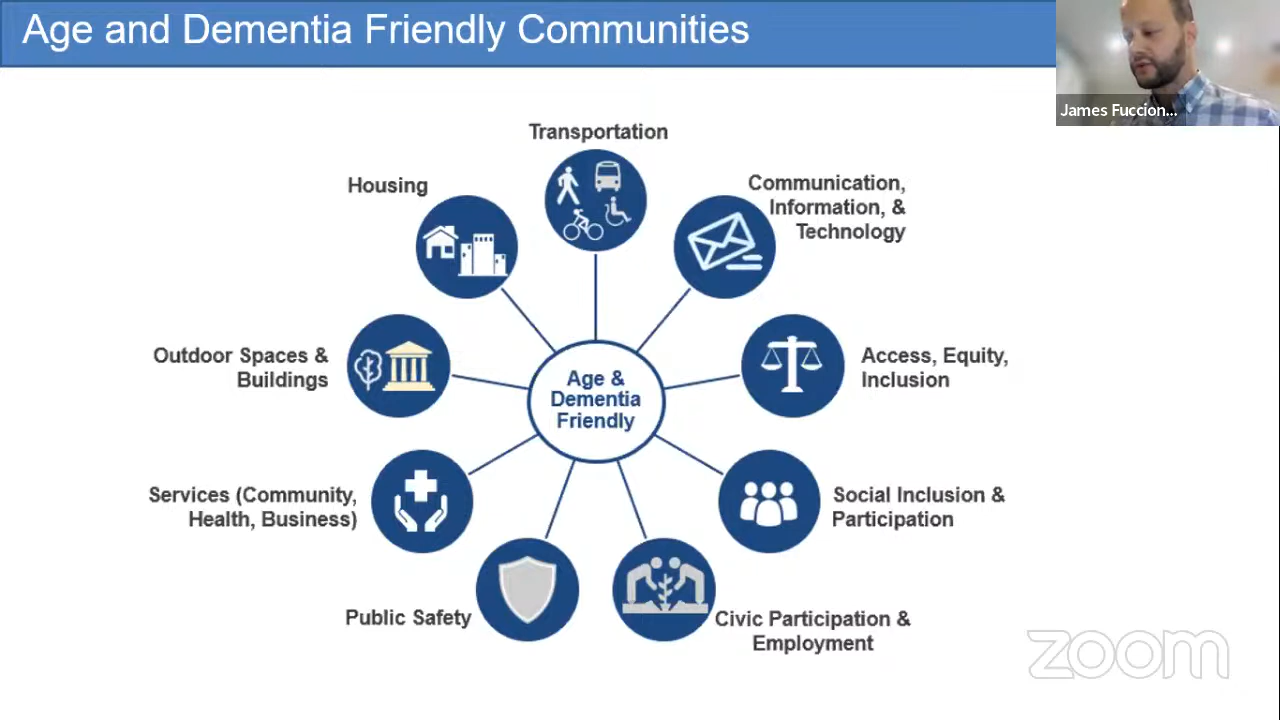 Age and Dementia Friendly Communities
James Fuccion...
Transportation
Housing
Communication,
Information, &
Technology
Outdoor Spaces &
Buildings
Age &
Dementia
Friendly
Access, Equity,
Inclusion
Services (Community,
Health, Business)
Social Inclusion &
Participation
Public Safety
Civic Participation &
Employment
zoom